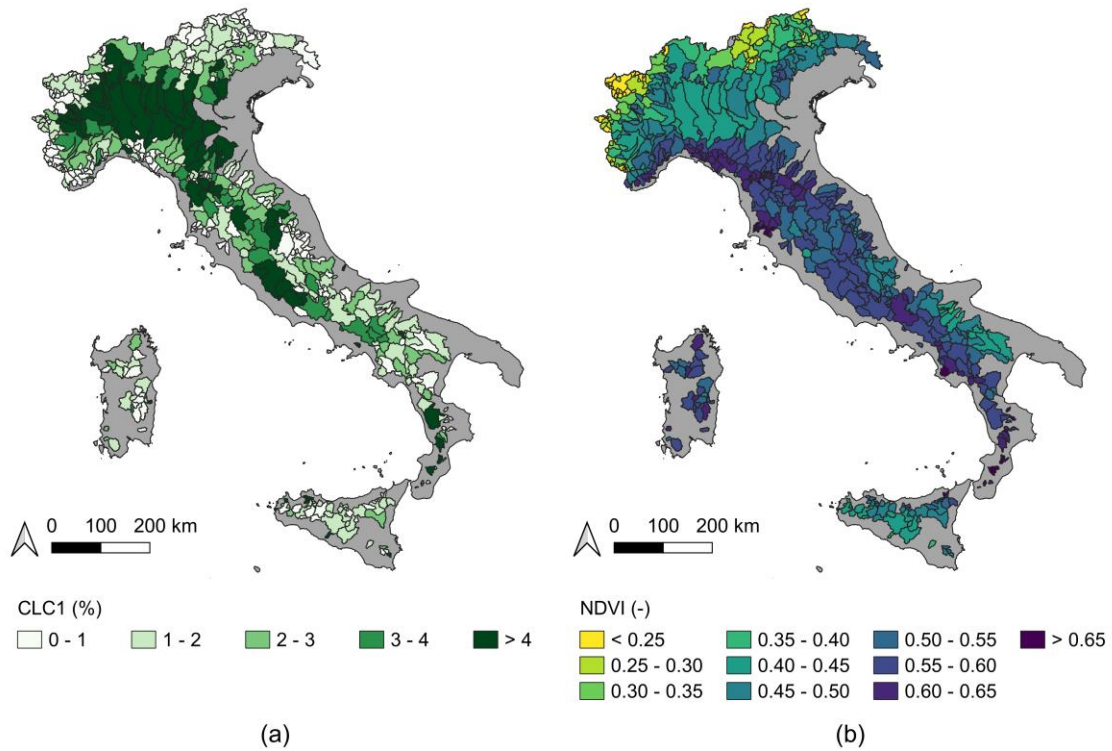 0 100 200 km
0 100 200 km
CLC1 (%)
0 - 1 1 - 2 2 - 3 3 - 4 > 4
NDVI (-)
< 0.25 0.35 - 0.40 0.50 - 0.55 > 0.65
0.25 - 0.30 0.40 - 0.45 0.55 - 0.60
0.30 - 0.35 0.45 - 0.50 0.60 - 0.65
(a)
(b)